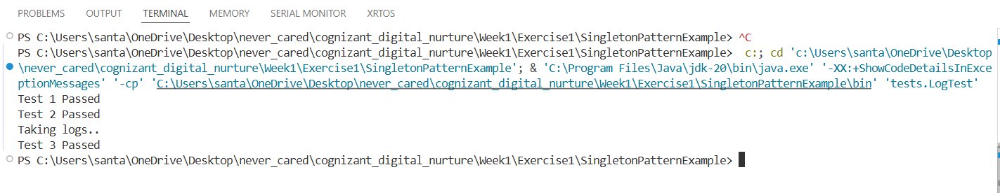 PROBLEMS OUTPUT TERMINAL MEMORY SERIAL MONITOR XRTOS
PS C:\Users\santa\OneDrive\Desktop\never_cared\cognizant_digital_nurture\Week1\Exercise1\SingletonPatternExample> ^C
PS C:\Users\santa\OneDrive\Desktop\never_cared\cognizant_digital_nurture\Week1\Exercise1\SingletonPatternExample>  c:; cd 'c:\Users\santa\OneDrive\Desktop
\never_cared\cognizant_digital_nurture\Week1\Exercise1\SingletonPatternExample'; & 'C:\Program Files\Java\jdk-20\bin\java.exe' '-XX:+ShowCodeDetailsInExce
ptionMessages' '-cp' 'C:\Users\santa\OneDrive\Desktop\never_cared\cognizant_digital_nurture\Week1\Exercise1\SingletonPatternExample\bin' 'tests.LogTest'
Test 1 Passed
Test 2 Passed
Taking logs..
Test 3 Passed
PS C:\Users\santa\OneDrive\Desktop\never_cared\cognizant_digital_nurture\Week1\Exercise1\SingletonPatternExample>